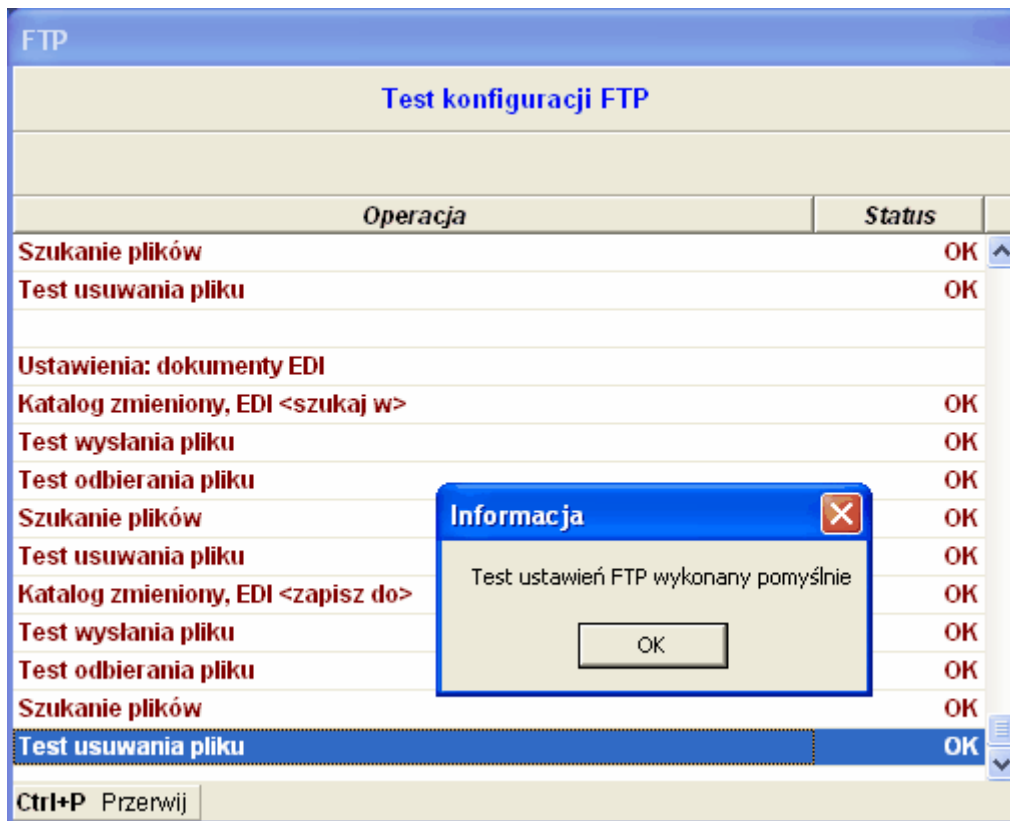 FTP
Test konfiguracji FTP
Operacja Status
Szukanie plików OK
Test usuwania pliku OK
Ustawienia: dokumenty EDI
Katalog zmieniony, EDI <szukaj w> OK
Test wysłania pliku OK
Test odbierania pliku OK
Szukanie plików OK
Test usuwania pliku OK
Katalog zmieniony, EDI <zapisz do> OK
Test wysłania pliku OK
Test odbierania pliku OK
Szukanie plików OK
Test usuwania pliku OK
Informacja
Test ustawień FTP wykonany pomyślnie
OK
Ctrl+P Przerwij